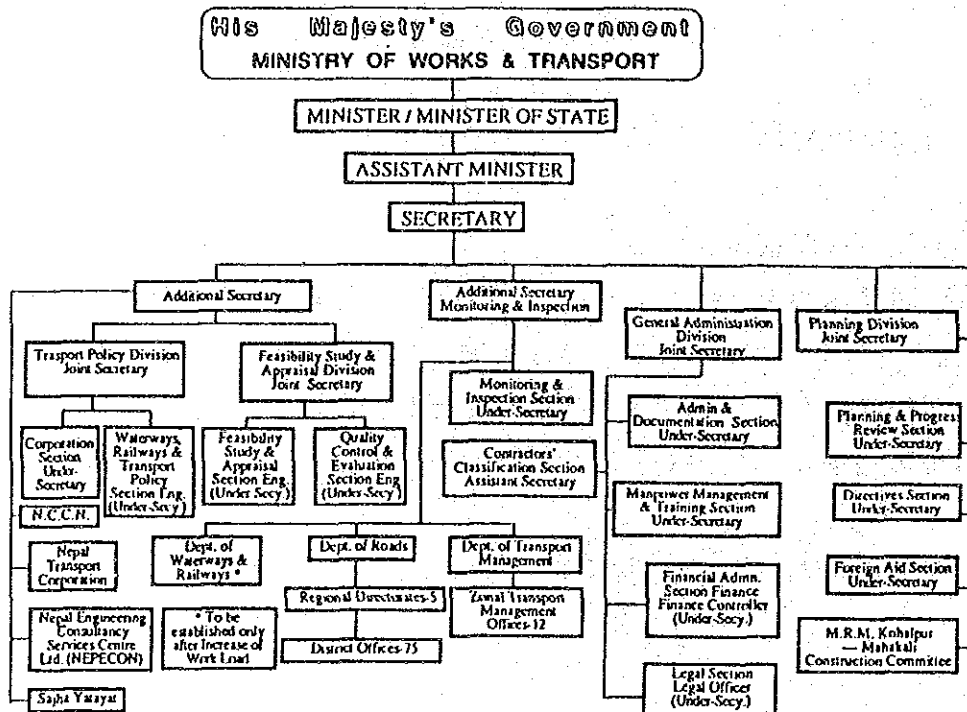 His Majesty's Government
MINISTRY OF WORKS & TRANSPORT
MINISTER / MINISTER OF STATE
ASSISTANT MINISTER
SECRETARY
Additional Secretary
Additional Secretary
Monitoring & Inspection
General Administration
Division
Joint Secretary
Planning Division
Joint Secretary
Trasport Policy Division
Joint Secretary
Feasibility Study &
Appraisal Division
Joint Secretary
Monitoring &
Inspection Section
Under-Secretary
Admin &
Documentation Section
Under-Secretary
Planning & Progress
Review Section
Under-Secretary
Corporation
Section
Under-
Secretary
Waterways,
Railways &
Transport
Policy
Section Eng.
(Under-Secy)
Feasibility
Study &
Appraisal
Section Eng.
(Under Secy.)
Quality
Control &
Evaluation
Section Eng
(Under-Secy)
Contractors'
Classification Section
Assistant Secretary
Manpower Management
& Training Section
Under-Secretary
Directives Section
Under-Secretary
N.C.C.N.
Nepal
Transport
Corporation
Dept. of
Waterways &
Railways *
Dept. of Roads
Dept. of Transport
Management
Financial Admn.
Section Finance
Finance Controller
(Under-Secy.)
Foreign Aid Section
Under-Secretary
Nepal Engineering
Consultancy
Services Centre
Ltd. (NEPECON)
* To be
established only
after Increase of
Work Load
Regional Directorates-5
District Offices-75
Zonal Transport
Management
Offices-12
M.R.M. Kohalpur
— Mahakali
Construction Committee
Sajha Yatayat
Legal Section
Legal Officer
(Under-Secy.)